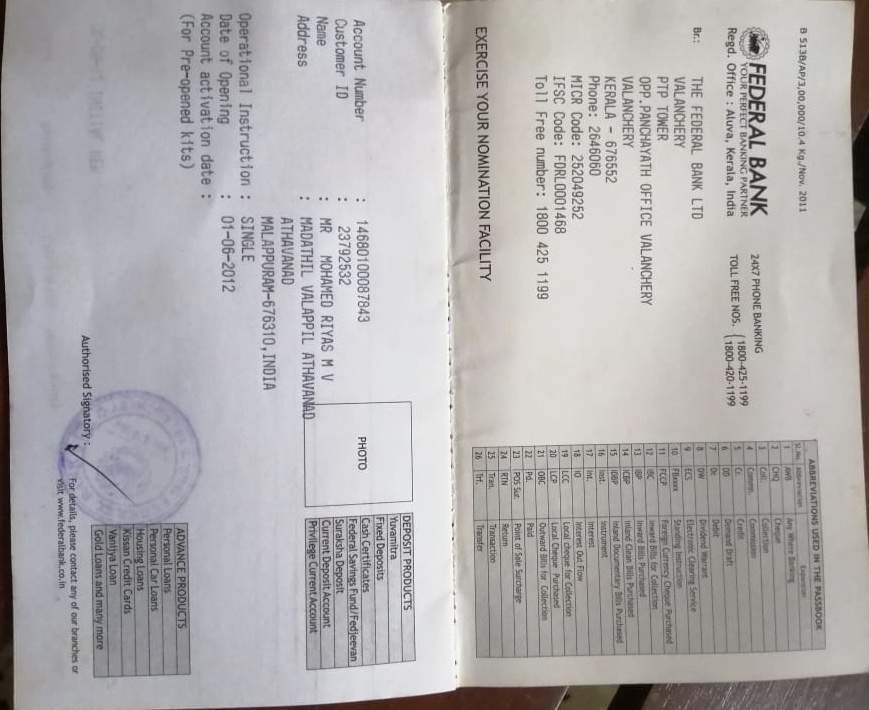 B 513B/AP/3,00,000/10.4 Kg./Nov. 2011
FEDERAL BANK
YOUR PERFECT BANKING PARTNER
Regd. Office : Aluva, Kerala, India
24X7 PHONE BANKING
TOLL FREE NOS. { 1800-425-1199
1800-420-1199
Br.: THE FEDERAL BANK LTD
VALANCHERY
PTP TOWER
OPP.PANCHAYATH OFFICE VALANCHERY
VALANCHERY
KERALA - 676552
Phone: 2646060
MICR Code: 252049252
IFSC Code: FDRL0001468
Toll Free number: 1800 425 1199
EXERCISE YOUR NOMINATION FACILITY
ABBREVIATIONS USED IN THE PASSBOOK
Sl.No. Abbreviation Expansion
1 AWB Any Where Banking
2 CHQ Cheque
3 Coll. Collection
4 Comm. Commission
5 Cr. Credit
6 DD Demand Draft
7 Dr. Debit
8 DW Dividend Warrant
9 ECS Electronic Clearing Service
10 FBxxxx Standing Instruction
11 FCCP Foreign Currency Cheque Purchased
12 IBC Inward Bills for Collection
13 IBP Inward Bills Purchased
14 ICBP Inland Clean Bills Purchased
15 IDBP Inland Documentary Bills Purchased
16 Inst. Instrument
17 Int. Interest
18 IO Interest Out Flow
19 LCC Local Cheque for Collection
20 LCP Local Cheque Purchased
21 OBC Outward Bills for Collection
22 Pd. Paid
23 POS Sur. Point of Sale Surcharge
24 RTN Return
25 Tran. Transaction
26 Trf. Transfer
Account Number : 14680100087843
Customer ID : 23792532
Name : MR MOHAMED RIYAS M V
Address : MADATHIL VALAPPIL ATHAVANAD
ATHAVANAD
MALAPPURAM-676310,INDIA
Operational Instruction : SINGLE
Date of Opening : 01-06-2012
Account activation date :
(For Pre-opened kits)
PHOTO
DEPOSIT PRODUCTS
Yuvamitra
Fixed Deposits
Cash Certificates
Federal Savings Fund/Fedjeevan
Suraksha Deposit
Current Deposit Account
Privilege Current Account
ADVANCE PRODUCTS
Personal Loans
Personal Car Loans
Housing Loans
Kissan Credit Cards
Vanijya Loan
Gold Loans and many more
Authorised Signatory :
For details, please contact any of our branches or
visit www.federalbank.co.in